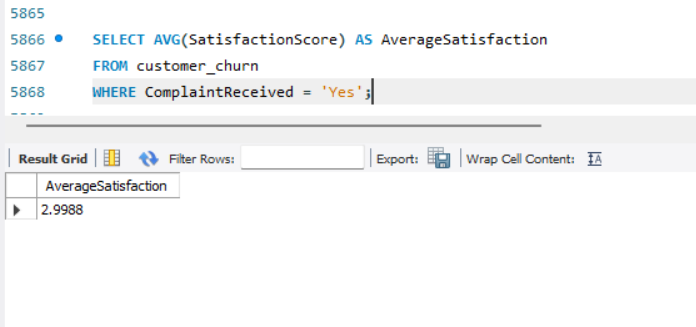 5865
5866 SELECT AVG(SatisfactionScore) AS AverageSatisfaction
5867 FROM customer_churn
5868 WHERE ComplaintReceived = 'Yes';
Result Grid Filter Rows: Export: Wrap Cell Content:
AverageSatisfaction
2.9988